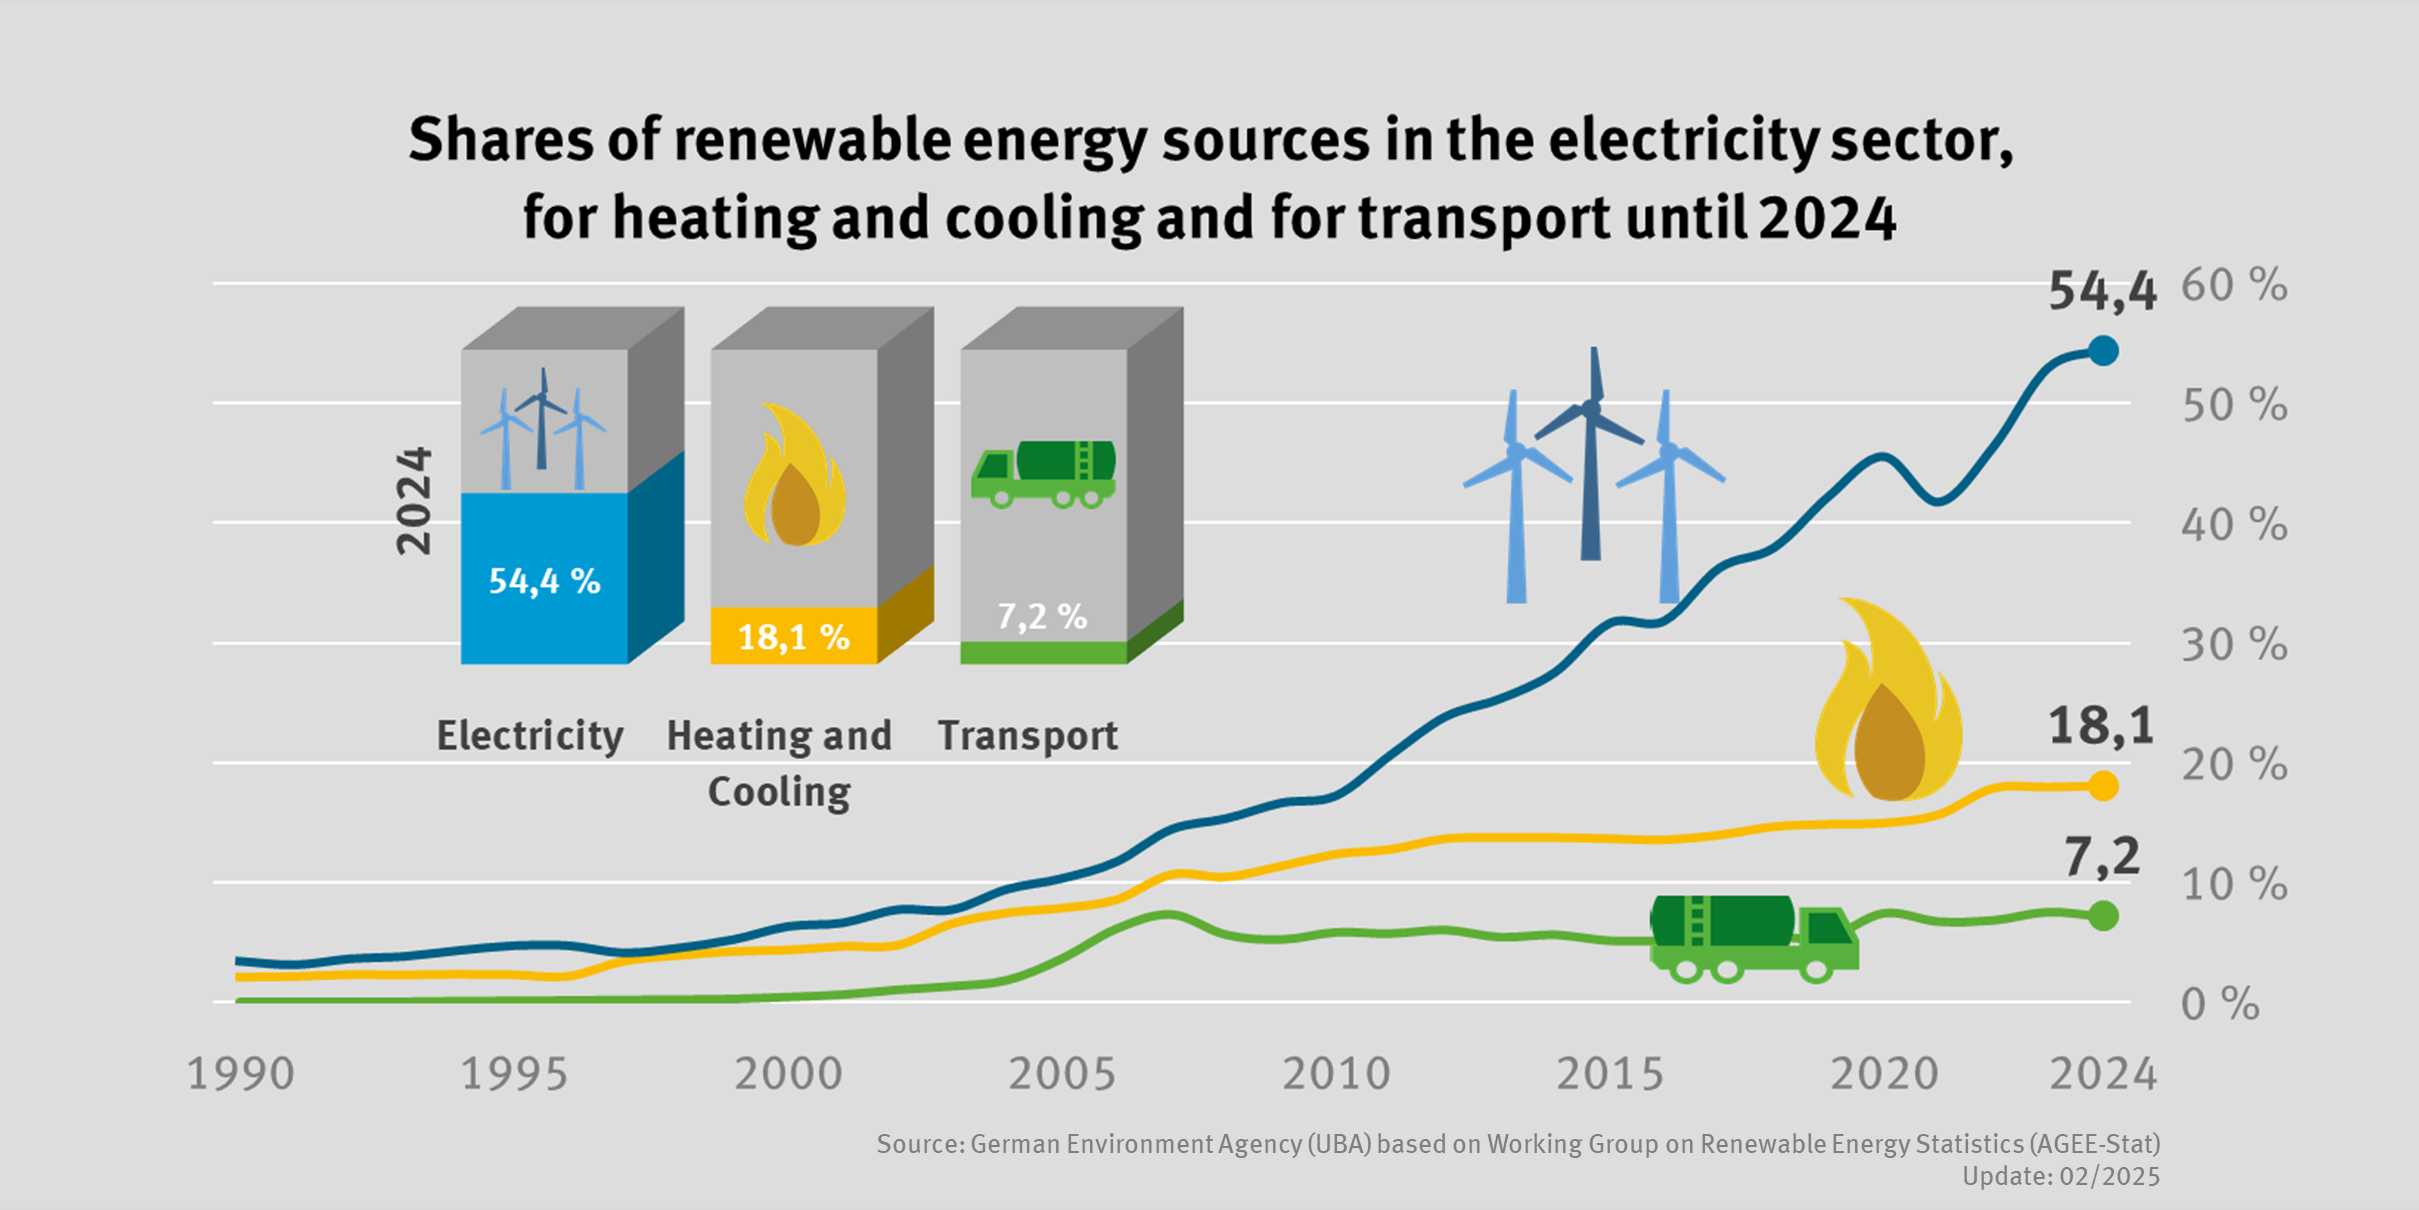 Shares of renewable energy sources in the electricity sector,
for heating and cooling and for transport until 2024
54,4
60 %
50 %
40 %
30 %
20 %
10 %
0 %
18,1
7,2
2024
54,4 %
18,1 %
7,2 %
Electricity
Heating and
Cooling
Transport
1990 1995 2000 2005 2010 2015 2020 2024
Source: German Environment Agency (UBA) based on Working Group on Renewable Energy Statistics (AGEE-Stat)
Update: 02/2025